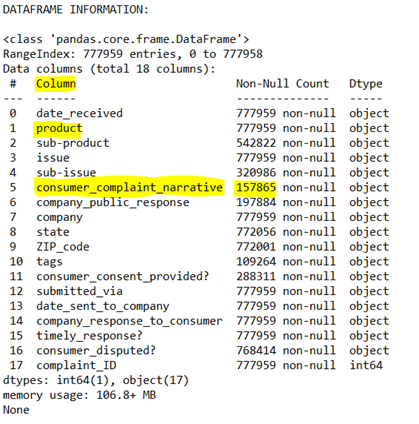 DATAFRAME INFORMATION:
<class 'pandas.core.frame.DataFrame'>
RangeIndex: 777959 entries, 0 to 777958
Data columns (total 18 columns):
 #   Column                        Non-Null Count   Dtype
---  ------                        --------------   -----
 0   date_received                 777959 non-null  object
 1   product                       777959 non-null  object
 2   sub-product                   542822 non-null  object
 3   issue                         777959 non-null  object
 4   sub-issue                     320986 non-null  object
 5   consumer_complaint_narrative  157865 non-null  object
 6   company_public_response       197884 non-null  object
 7   company                       777959 non-null  object
 8   state                         772056 non-null  object
 9   ZIP_code                      772001 non-null  object
 10  tags                          109264 non-null  object
 11  consumer_consent_provided?    288311 non-null  object
 12  submitted_via                 777959 non-null  object
 13  date_sent_to_company          777959 non-null  object
 14  company_response_to_consumer  777959 non-null  object
 15  timely_response?              777959 non-null  object
 16  consumer_disputed?            768414 non-null  object
 17  complaint_ID                  777959 non-null  int64
dtypes: int64(1), object(17)
memory usage: 106.8+ MB
None